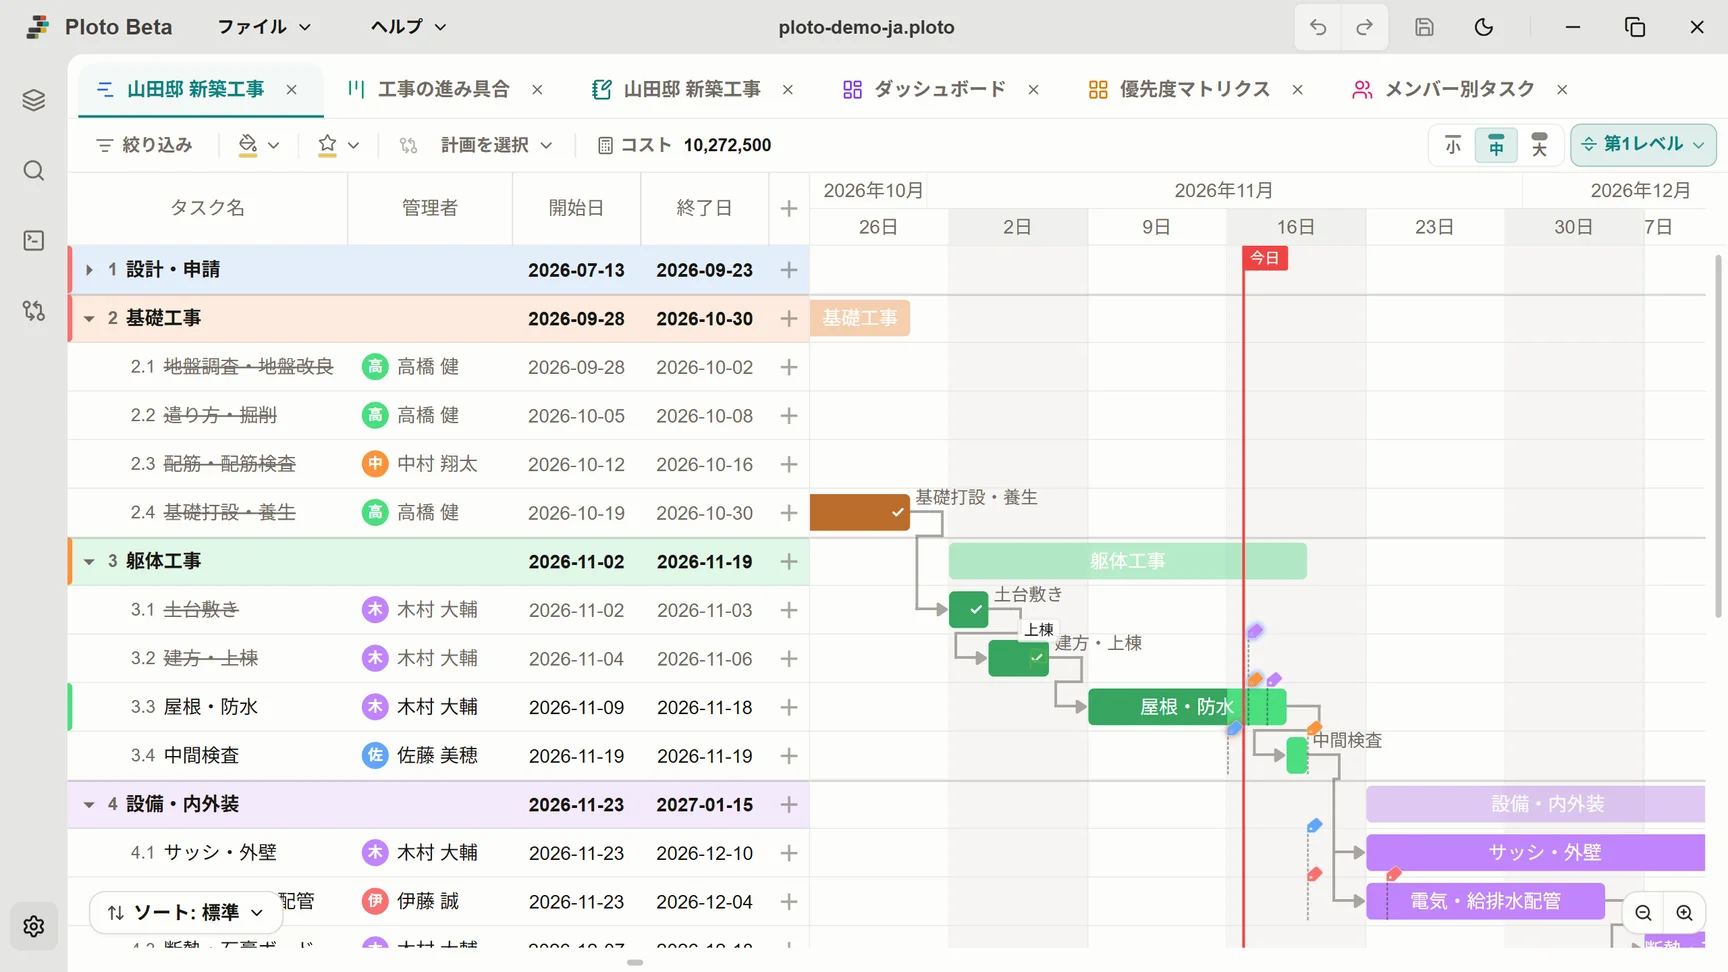 Ploto Beta ファイル ヘルプ ploto-demo-ja.ploto
山田邸 新築工事 工事の進み具合 山田邸 新築工事 ダッシュボード 優先度マトリクス メンバー別タスク
絞り込み 計画を選択 コスト 10,272,500 小 中 大 第1レベル
タスク名 管理者 開始日 終了日
2026年10月 2026年11月 2026年12月
26日 2日 9日 16日 23日 30日 7日
今日
1 設計・申請 2026-07-13 2026-09-23
2 基礎工事 2026-09-28 2026-10-30 基礎工事
2.1 地盤調査・地盤改良 高 高橋 健 2026-09-28 2026-10-02
2.2 遣り方・掘削 高 高橋 健 2026-10-05 2026-10-08
2.3 配筋・配筋検査 中 中村 翔太 2026-10-12 2026-10-16
2.4 基礎打設・養生 高 高橋 健 2026-10-19 2026-10-30 基礎打設・養生
3 躯体工事 2026-11-02 2026-11-19 躯体工事
3.1 土台敷き 木 木村 大輔 2026-11-02 2026-11-03 土台敷き
上棟
3.2 建方・上棟 木 木村 大輔 2026-11-04 2026-11-06 建方・上棟
3.3 屋根・防水 木 木村 大輔 2026-11-09 2026-11-18 屋根・防水
3.4 中間検査 佐 佐藤 美穂 2026-11-19 2026-11-19 中間検査
4 設備・内外装 2026-11-23 2027-01-15 設備・内外装
4.1 サッシ・外壁 木 木村 大輔 2026-11-23 2026-12-10 サッシ・外壁
配管 伊 伊藤 誠 2026-11-23 2026-12-04 電気・給排水配管
ソート: 標準
木村 大輔